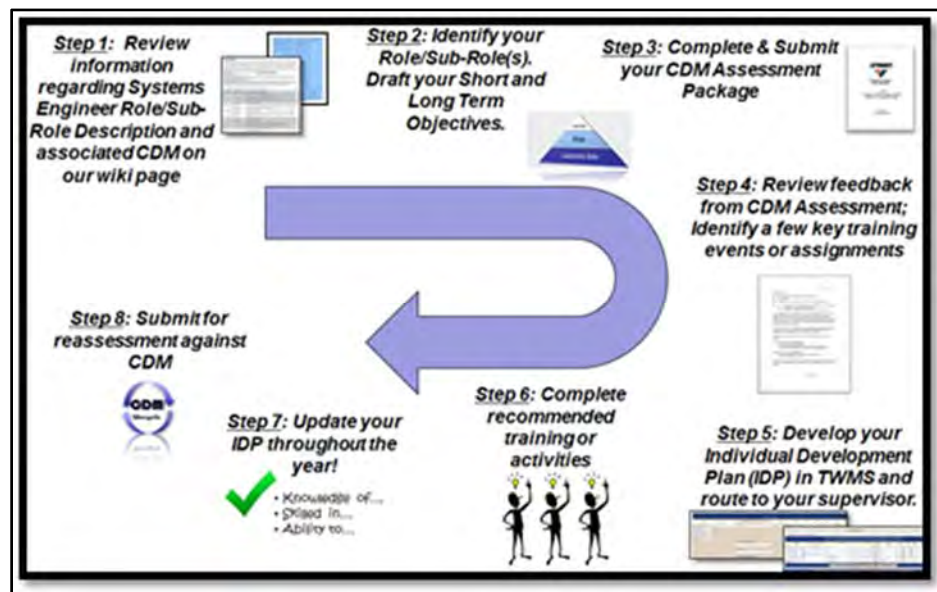 Step 1: Review
information
regarding Systems
Engineer Role/Sub-
Role Description and
associated CDM on
our wiki page
Step 2: Identify your
Role/Sub-Role(s).
Draft your Short and
Long Term
Objectives.
Step 3: Complete & Submit
your CDM Assessment
Package
Step 4: Review feedback
from CDM Assessment;
Identify a few key training
events or assignments
Step 5: Develop your
Individual Development
Plan (IDP) in TWMS and
route to your supervisor.
Step 6: Complete
recommended
training or
activities
Step 7: Update your
IDP throughout the
year!
• Knowledge of...
• Skilled in...
• Ability to...
Step 8: Submit for
reassessment against
CDM
CDM